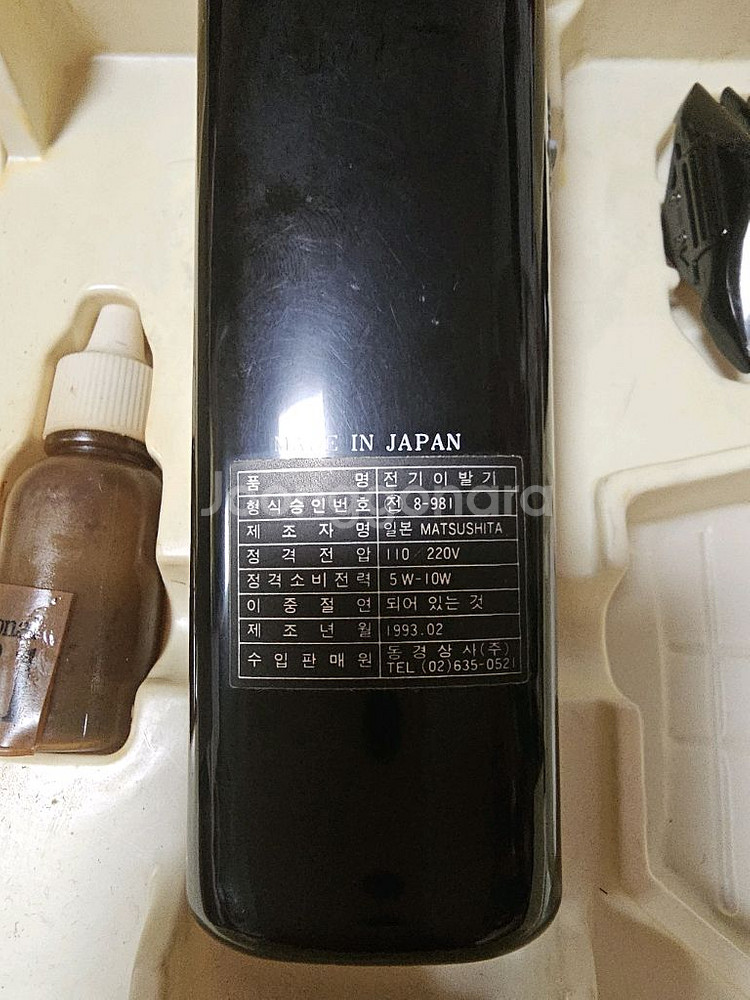 MADE IN JAPAN
품 명 전기이발기
형식승인번호 전 8-981
제 조 자 명 일본 MATSUSHITA
정 격 전 압 110 220V
정격소비전력 5W-10W
이 중 절 연 되어 있는 것
제 조 년 월 1993.02
수 입 판 매 원 동경상사(주)
TEL (02)635-0521
Joonggonara